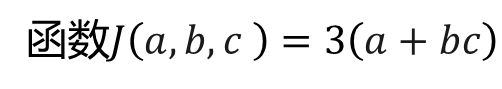 函数J(a, b, c ) = 3(a + bc)